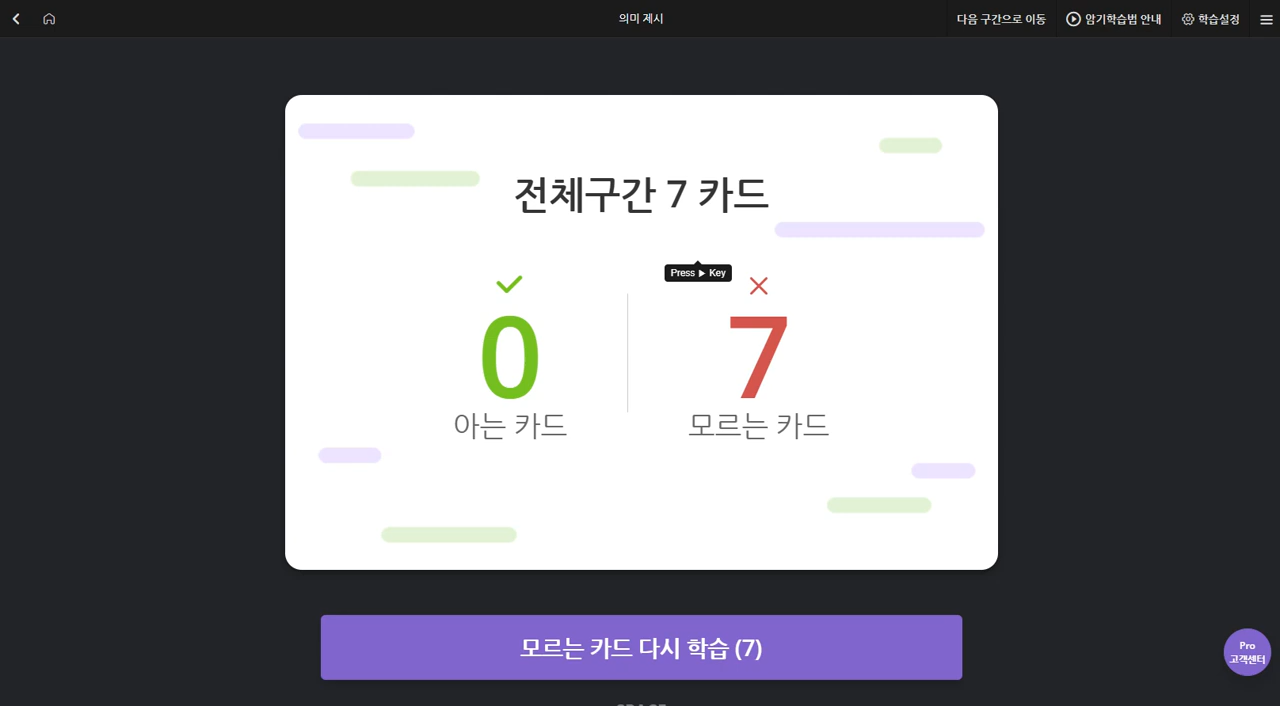 의미 제시
다음 구간으로 이동
암기학습법 안내
학습설정
전체구간 7 카드
Press ▶ Key
0
7
아는 카드
모르는 카드
모르는 카드 다시 학습 (7)
Pro
고객센터